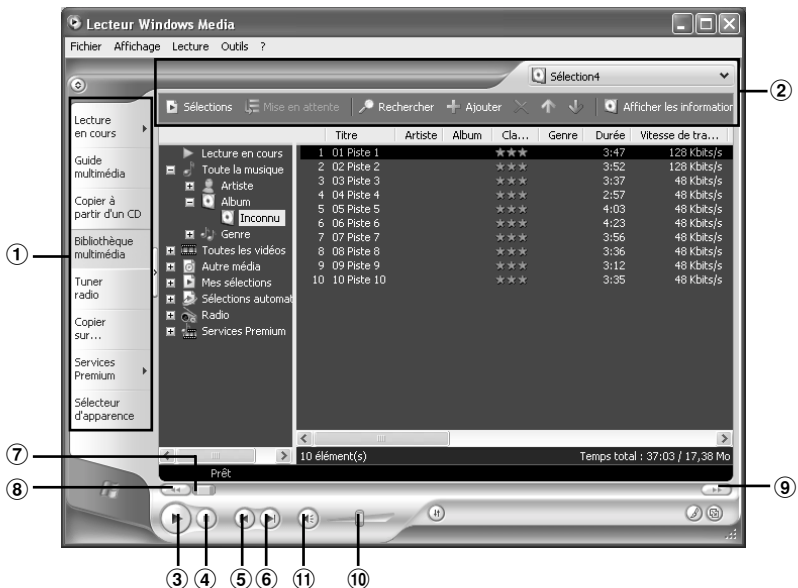 Lecteur Windows Media
Fichier Affichage Lecture Outils ?
Sélection4
②
Sélections Mise en attente Rechercher Ajouter Afficher les information
Lecture en cours
Guide multimédia
Copier à partir d'un CD
Bibliothèque multimédia
Tuner radio
Copier sur...
Services Premium
Sélecteur d'apparence
①
Lecture en cours
Toute la musique
Artiste
Album
Inconnu
Genre
Toutes les vidéos
Autre média
Mes sélections
Sélections automat
Radio
Services Premium
Titre Artiste Album Cla... Genre Durée Vitesse de tra...
1 01 Piste 1 ★★★ 3:47 128 Kbits/s
2 02 Piste 2 ★★★ 3:52 128 Kbits/s
3 03 Piste 3 ★★★ 3:37 48 Kbits/s
4 04 Piste 4 ★★★ 2:57 48 Kbits/s
5 05 Piste 5 ★★★ 4:03 48 Kbits/s
6 06 Piste 6 ★★★ 4:23 48 Kbits/s
7 07 Piste 7 ★★★ 3:56 48 Kbits/s
8 08 Piste 8 ★★★ 3:36 48 Kbits/s
9 09 Piste 9 ★★★ 3:12 48 Kbits/s
10 10 Piste 10 ★★★ 3:35 48 Kbits/s
10 élément(s) Temps total : 37:03 / 17,38 Mo
Prêt
⑦
⑧ ⑨
③ ④ ⑤ ⑥ ⑪ ⑩